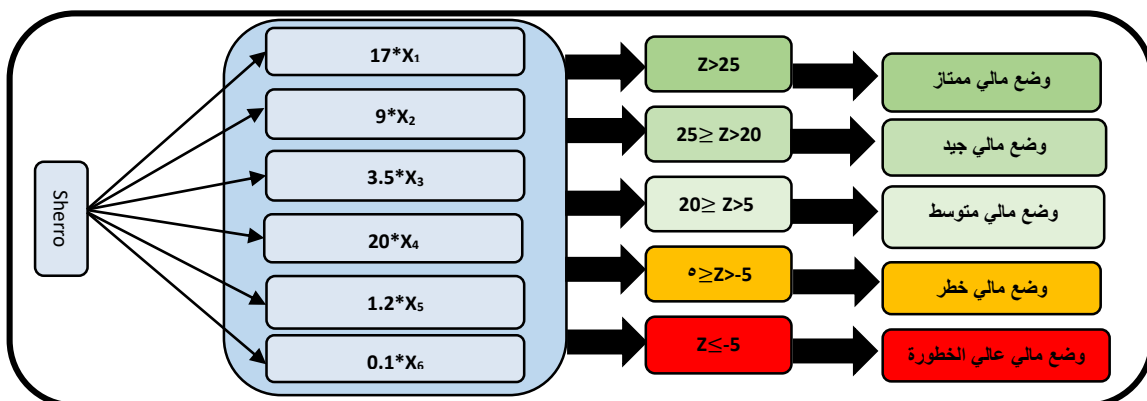 Sherro
17*X₁
9*X₂
3.5*X₃
20*X₄
1.2*X₅
0.1*X₆
Z>25
25≥ Z>20
20≥ Z>5
٥≥Z>-5
Z≤-5
وضع مالي ممتاز
وضع مالي جيد
وضع مالي متوسط
وضع مالي خطر
وضع مالي عالي الخطورة